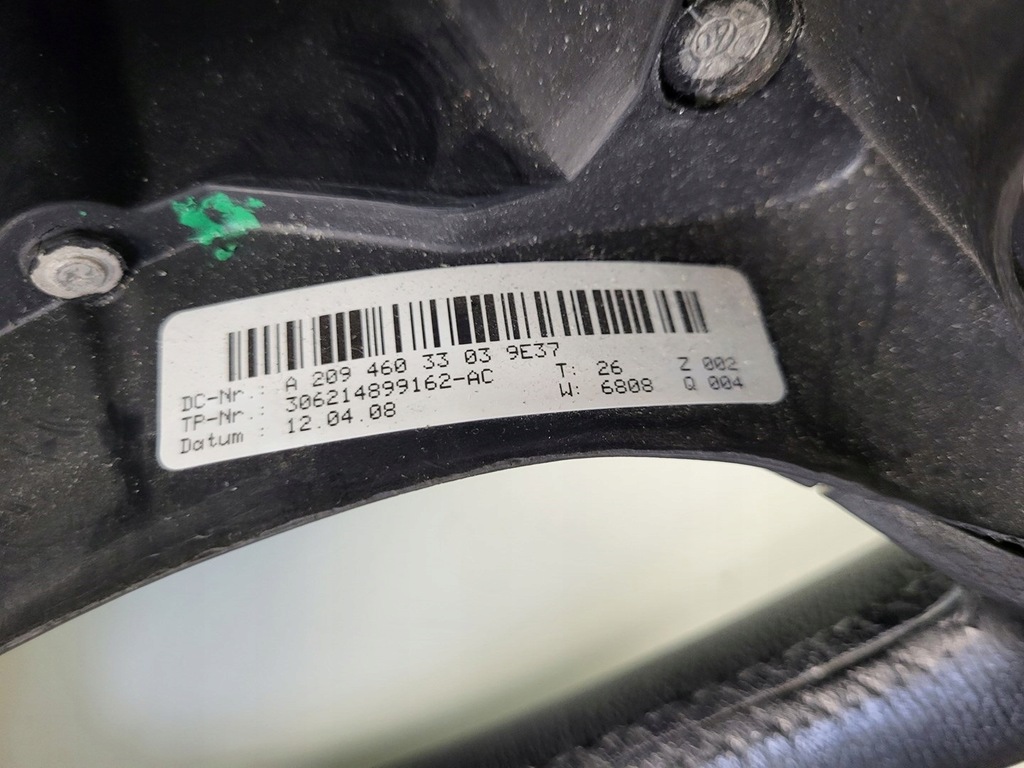 DC-Nr.: A 209 460 33 03 9E37
TP-Nr.: 306214899162-AC T: 26 Z 002
Datum : 12.04.08 W: 6808 Q 004